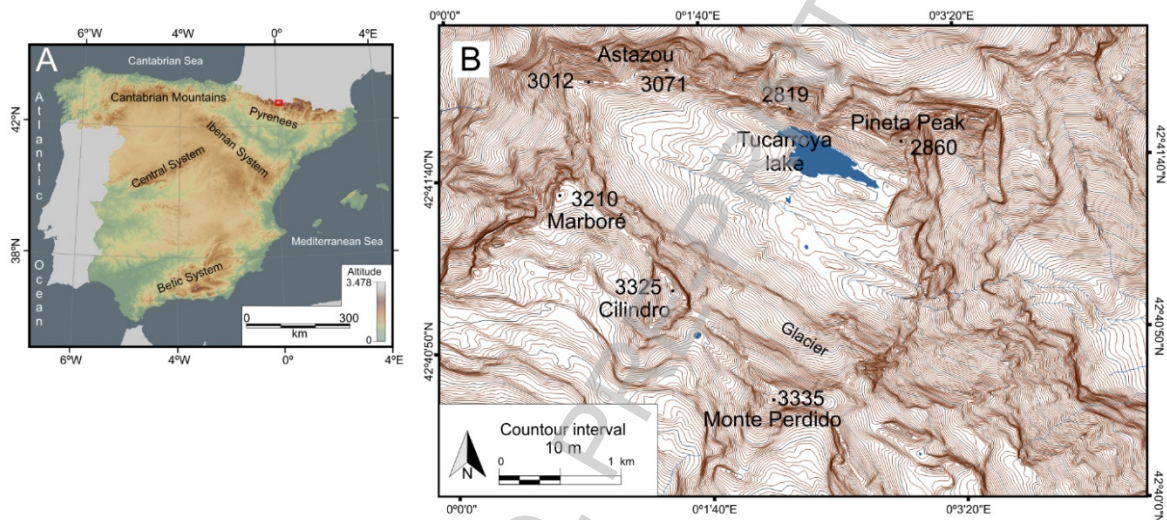 A
6°W
4°W
0°
4°E
Cantabrian Sea
Cantabrian Mountains
Pyrenees
42°N
Atlantic
Ocean
Iberian System
Central System
Mediterranean Sea
38°N
Betic System
Altitude
3.478
0
0
300
km
6°W
4°W
2°W
0°
4°E
B
0°0'0"
0°1'40"E
0°3'20"E
Astazou
3012
3071
2819
Pineta Peak
2860
Tucarroya
lake
42°41'40"N
42°41'40"N
3210
Marboré
3325
Cilindro
Glacier
42°40'50"N
42°40'50"N
3335
Monte Perdido
Countour interval
10 m
0
1 km
N
42°40'0"N
0°0'0"
0°1'40"E
0°3'20"E